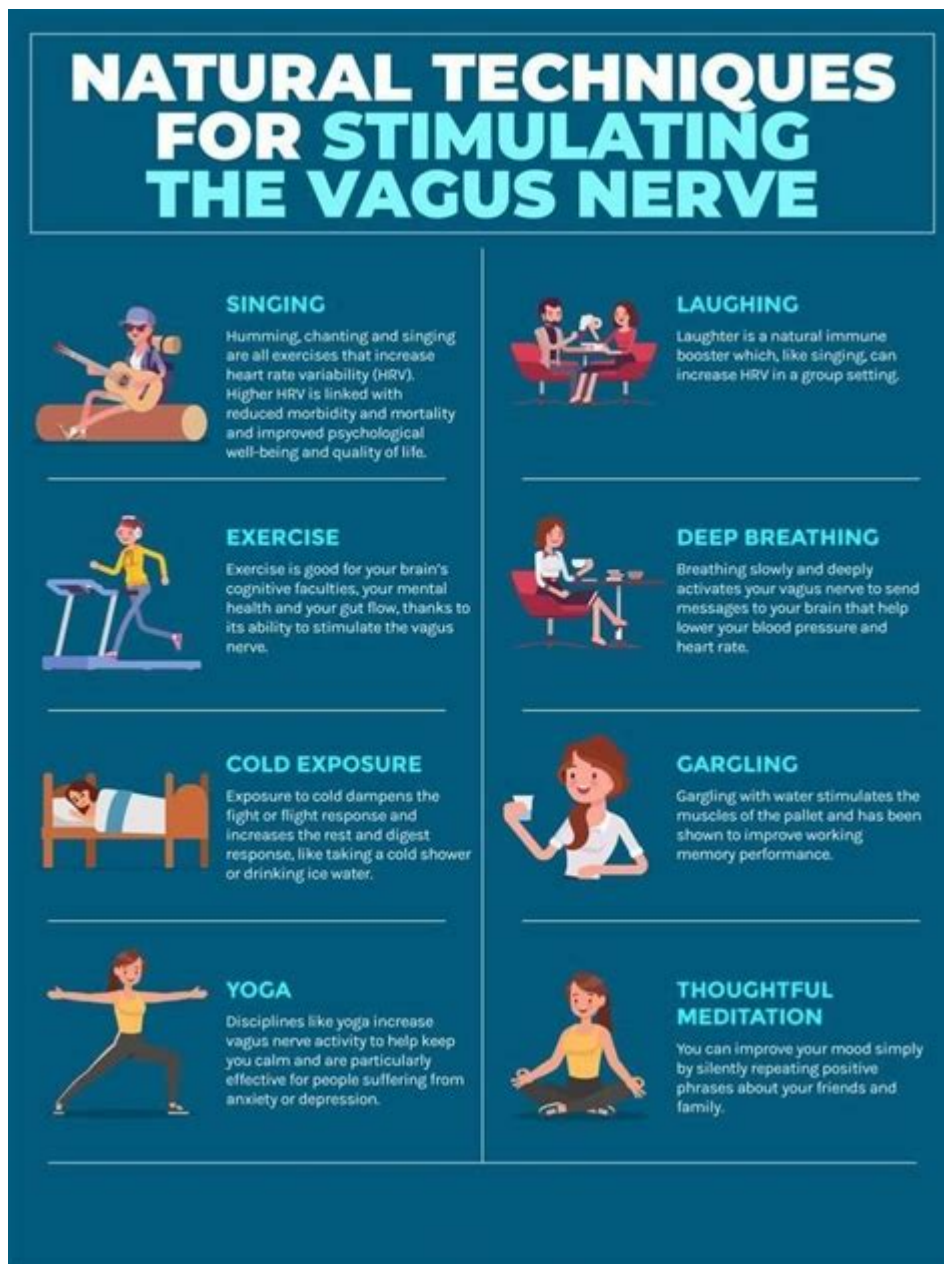 NATURAL TECHNIQUES
FOR STIMULATING
THE VAGUS NERVE
SINGING
Humming, chanting and singing
are all exercises that increase
heart rate variability (HRV).
Higher HRV is linked with
reduced morbidity and mortality
and improved psychological
well-being and quality of life.
LAUGHING
Laughter is a natural immune
booster which, like singing, can
increase HRV in a group setting.
EXERCISE
Exercise is good for your brain's
cognitive faculties, your mental
health and your gut flow, thanks to
its ability to stimulate the vagus
nerve.
DEEP BREATHING
Breathing slowly and deeply
activates your vagus nerve to send
messages to your brain that help
lower your blood pressure and
heart rate.
COLD EXPOSURE
Exposure to cold dampens the
fight or flight response and
increases the rest and digest
response, like taking a cold shower
or drinking ice water.
GARGLING
Gargling with water stimulates the
muscles of the pallet and has been
shown to improve working
memory performance.
YOGA
Disciplines like yoga increase
vagus nerve activity to help keep
you calm and are particularly
effective for people suffering from
anxiety or depression.
THOUGHTFUL
MEDITATION
You can improve your mood simply
by silently repeating positive
phrases about your friends and
family.